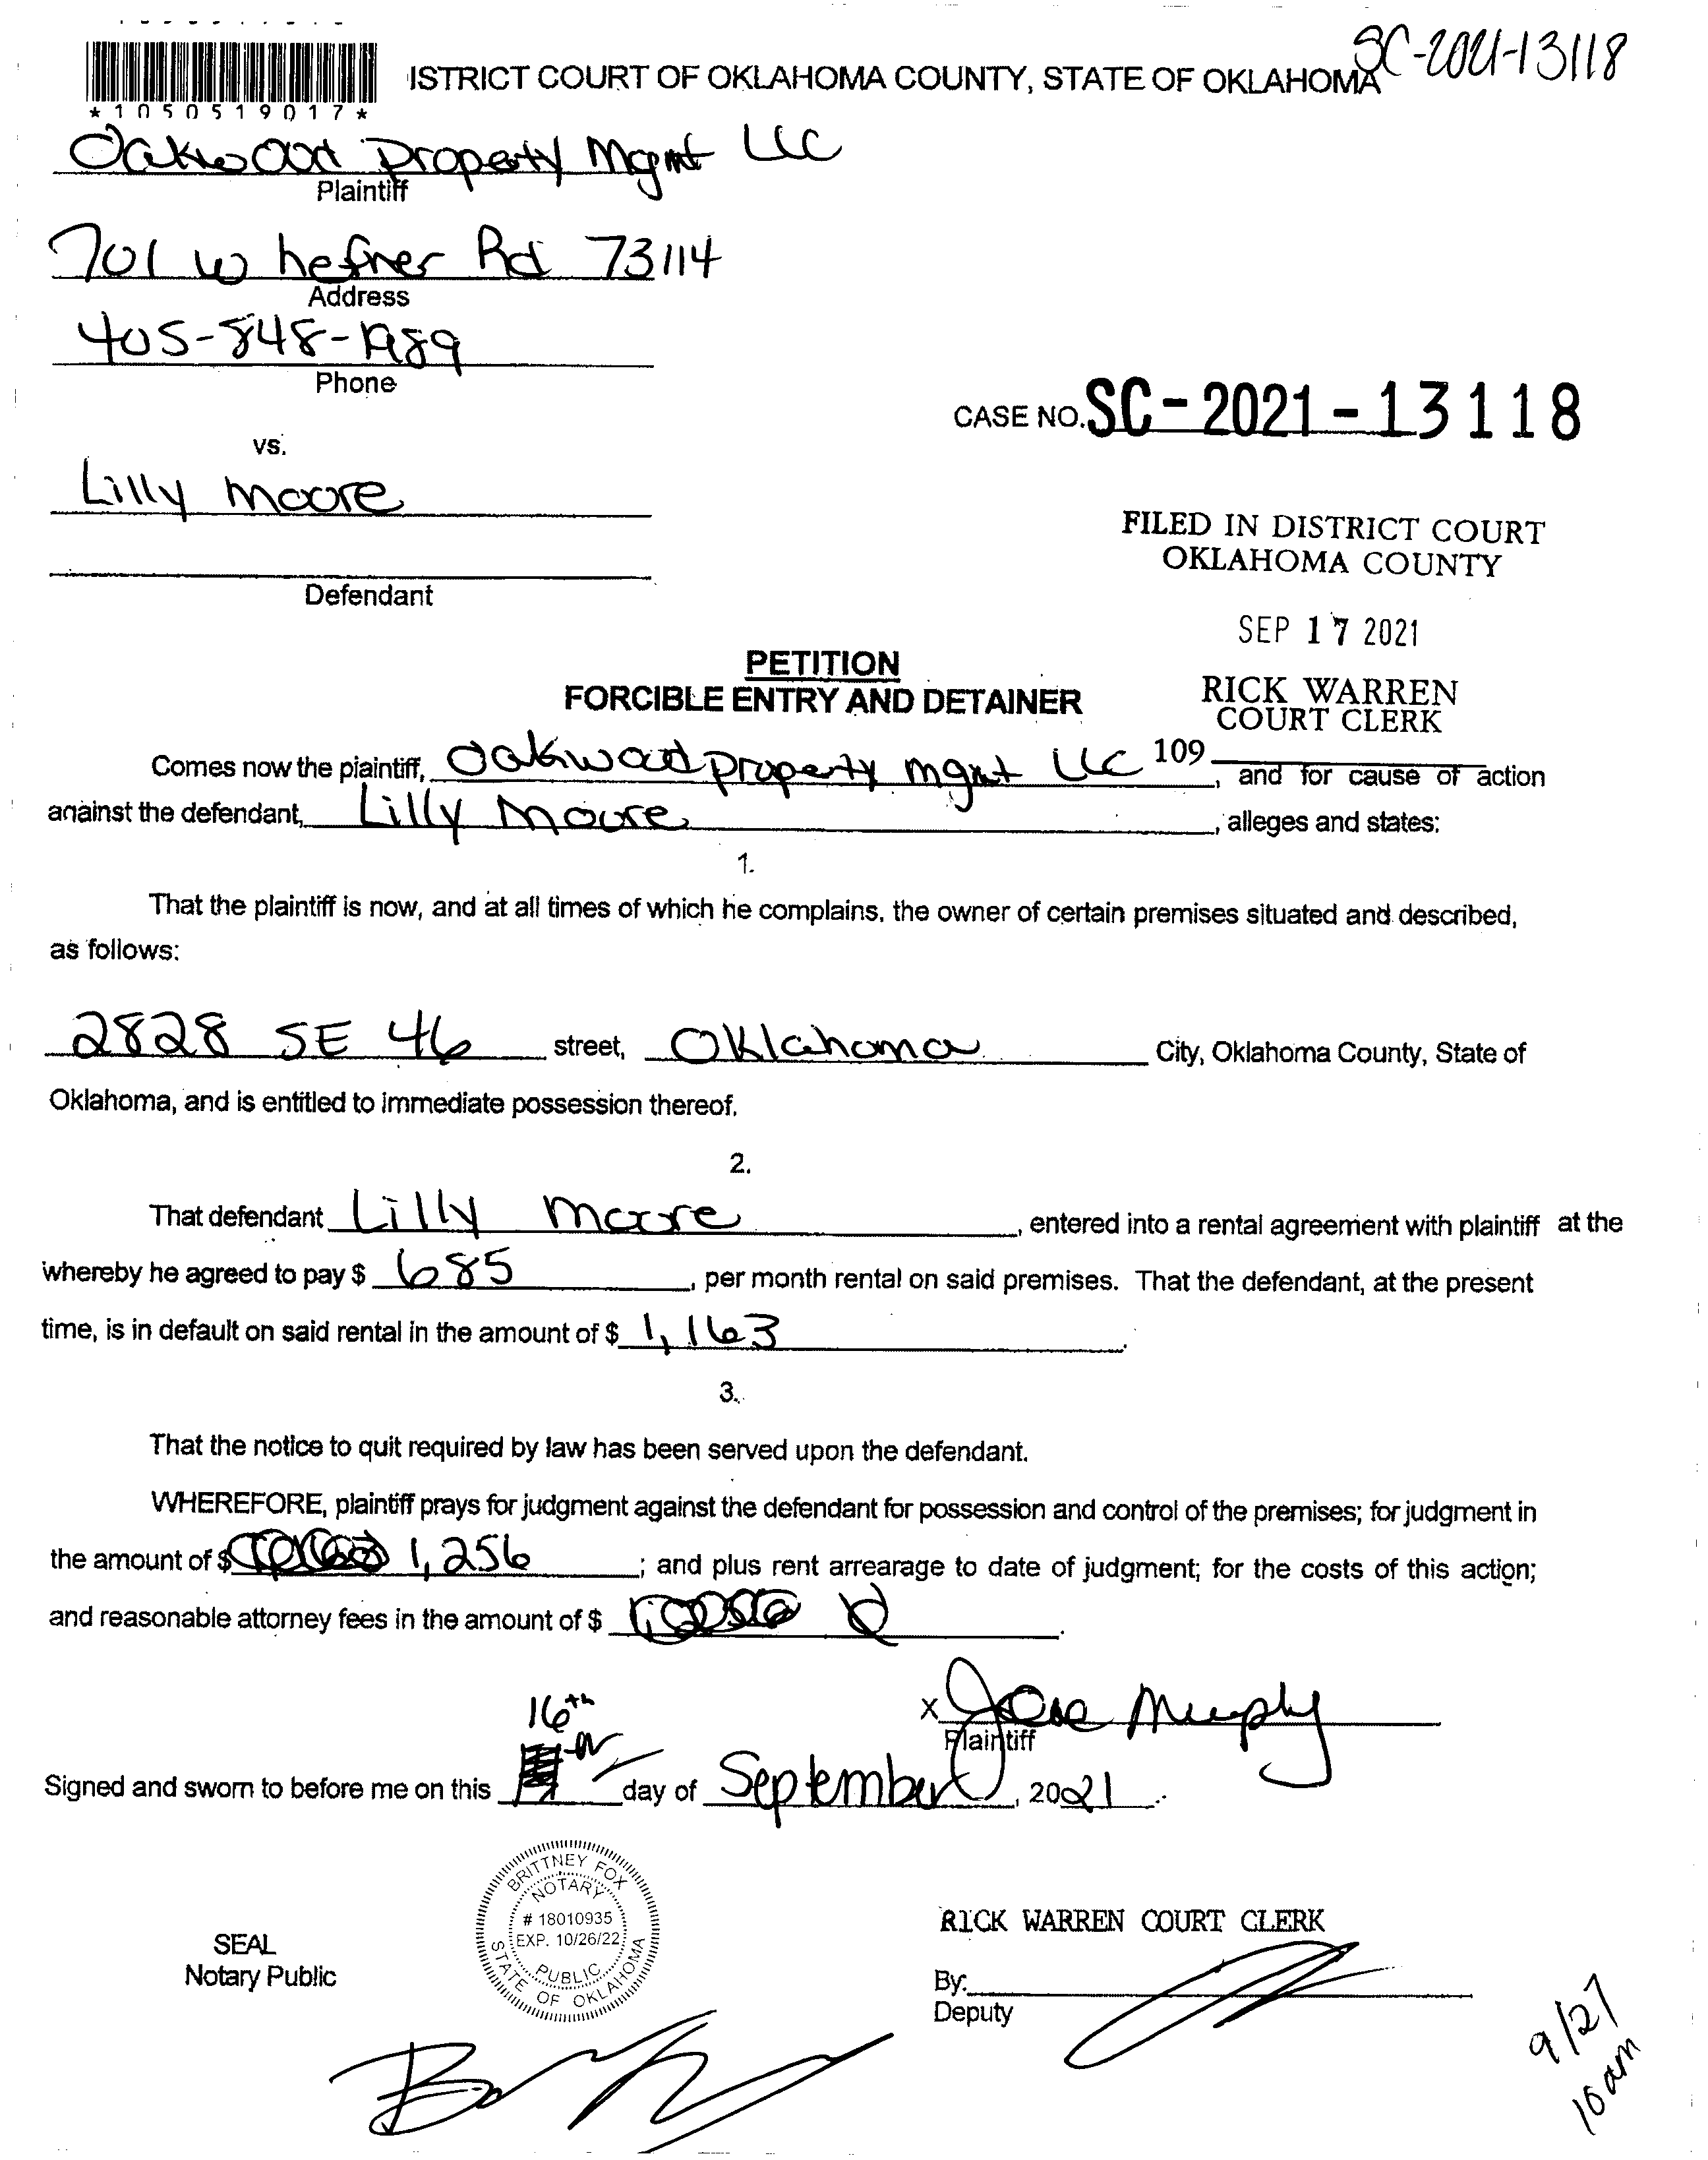 SC-2021-13118
ISTRICT COURT OF OKLAHOMA COUNTY, STATE OF OKLAHOMA
*1050519017*
Oakwood Property Mgmt LLC
Plaintiff
701 W hefner Rd 73114
Address
405-848-1989
Phone
CASE NO. SC-2021-13118
vs.
Lilly Moore
FILED IN DISTRICT COURT
OKLAHOMA COUNTY
Defendant
SEP 17 2021
PETITION
FORCIBLE ENTRY AND DETAINER
RICK WARREN
COURT CLERK
109
Comes now the plaintiff, Oakwood property mgmt LLC, and for cause of action
against the defendant, Lilly Moore, alleges and states:
1.
That the plaintiff is now, and at all times of which he complains, the owner of certain premises situated and described,
as follows:
2828 SE 46 street, Oklahoma City, Oklahoma County, State of
Oklahoma, and is entitled to immediate possession thereof.
2.
That defendant Lilly Moore, entered into a rental agreement with plaintiff at the
whereby he agreed to pay $ 685, per month rental on said premises. That the defendant, at the present
time, is in default on said rental in the amount of $ 1,163.
3.
That the notice to quit required by law has been served upon the defendant.
WHEREFORE, plaintiff prays for judgment against the defendant for possession and control of the premises; for judgment in
the amount of $ 1,256; and plus rent arrearage to date of judgment; for the costs of this action;
and reasonable attorney fees in the amount of $
X Murphy
Plaintiff
16th
Signed and sworn to before me on this day of September, 2021.
BRITTNEY FOX
NOTARY
# 18010935
EXP. 10/26/22
PUBLIC
STATE OF OKLAHOMA
SEAL
Notary Public
RICK WARREN COURT CLERK
By:
Deputy
9/27
10am